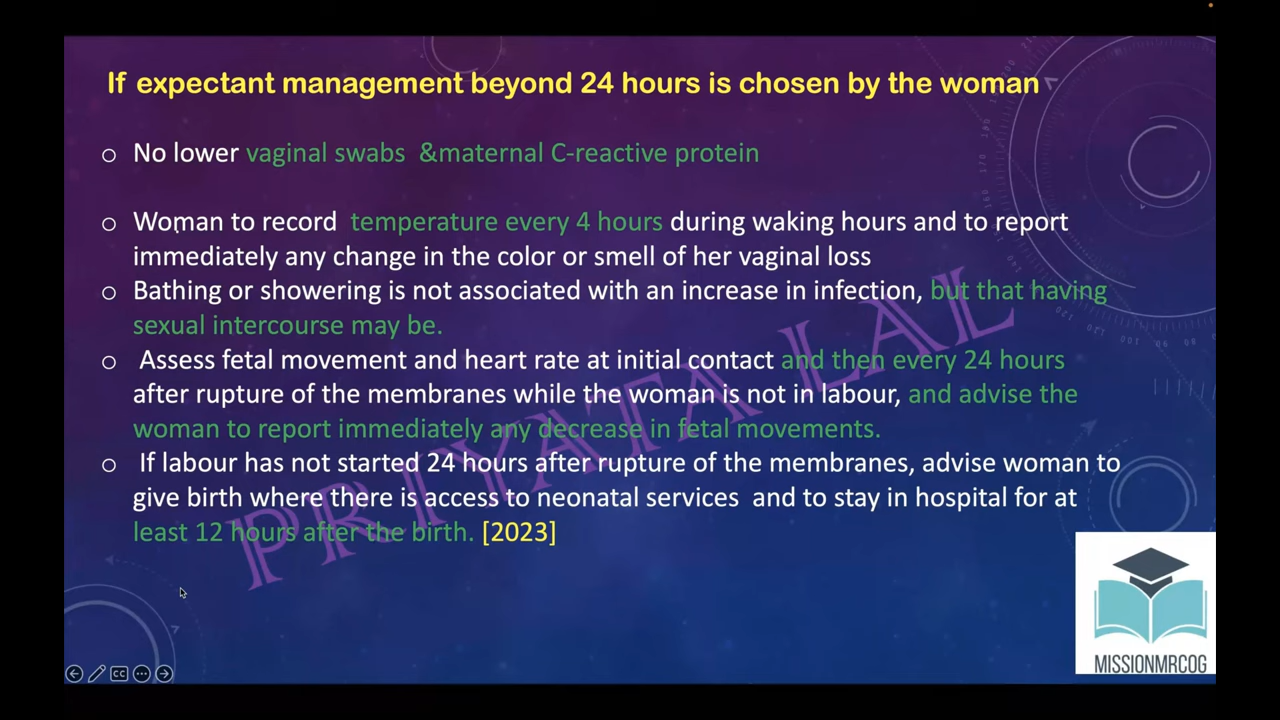 If expectant management beyond 24 hours is chosen by the woman
o No lower vaginal swabs &maternal C-reactive protein
o Woman to record temperature every 4 hours during waking hours and to report
immediately any change in the color or smell of her vaginal loss
o Bathing or showering is not associated with an increase in infection, but that having
sexual intercourse may be.
o Assess fetal movement and heart rate at initial contact and then every 24 hours
after rupture of the membranes while the woman is not in labour, and advise the
woman to report immediately any decrease in fetal movements.
o If labour has not started 24 hours after rupture of the membranes, advise woman to
give birth where there is access to neonatal services and to stay in hospital for at
least 12 hours after the birth. [2023]
PRIYATA LAL
MISSIONMRCOG
CC